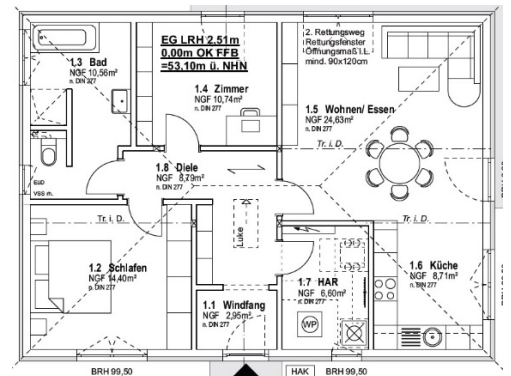 EG LRH 2.51m
0.00m OK FFB
=53.10m ü. NHN
2. Rettungsweg
Rettungsfenster
Öffnungsmaß i.L.
mind. 90x120cm
1.3 Bad
NGF 10,56m²
n. DIN 277
1.4 Zimmer
NGF 10,74m²
n. DIN 277
1.5 Wohnen/ Essen
NGF 24,63m²
n. DIN 277
Tr. i. D.
1.8 Diele
NGF 8,79m²
n. DIN 277
VSS m.
Tr. i. D.
Tr. i. D.
Luke
1.2 Schlafen
NGF 14,40m²
n. DIN 277
1.1 Windfang
NGF 2,95m²
n. DIN 277
1.7 HAR
NGF 6,60m²
n. DIN 277
WP
1.6 Küche
NGF 8,71m²
n. DIN 277
BRH 99,50
HAK
BRH 99,50